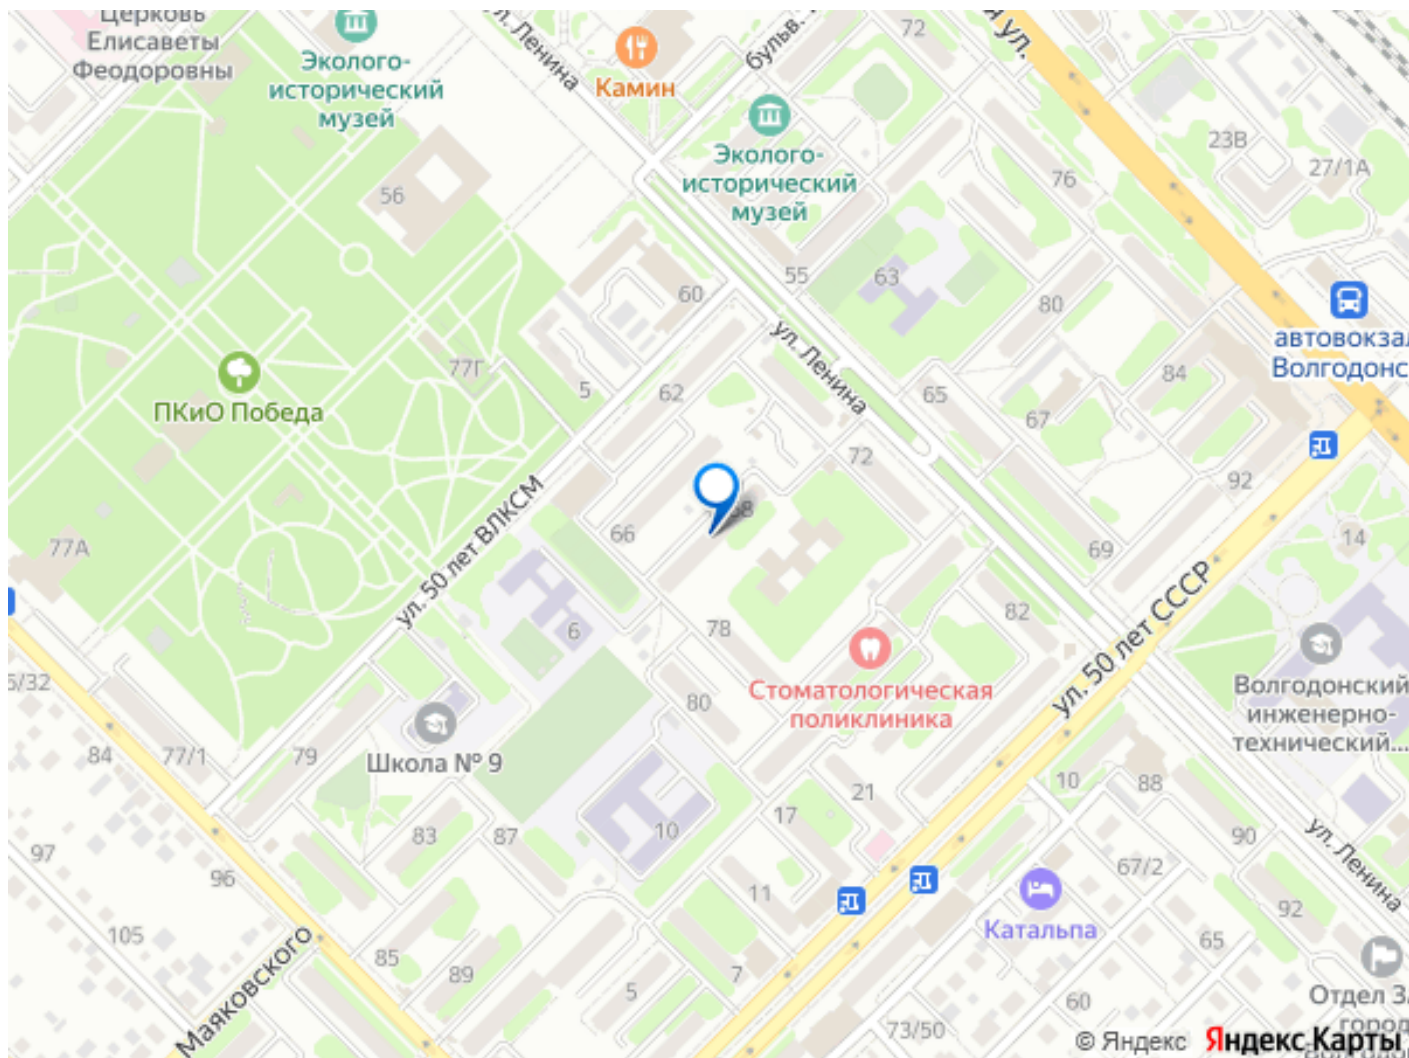 Церковь
Елисаветы
Феодоровны
Эколого-
исторический
музей
ул. Ленина
Камин
бульв.
72
я ул.
Эколого-
исторический
музей
56
76
23В
27/1А
55
63
60
80
автовокзал
Волгодонс
ПКиО Победа
77Г
5
62
ул. Ленина
65
67
84
92
72
68
66
ул. 50 лет ВЛКСМ
77А
69
14
6
78
82
ул. 50 лет СССР
Стоматологическая
поликлиника
80
Волгодонский
инженерно-
технический...
5/32
84
77/1
79
Школа № 9
10
88
21
17
83
87
10
90
ул. Ленина
97
96
67/2
11
Катальпа
92
65
105
Маяковского
85
89
7
5
60
73/50
Отдел З
город
© Яндекс
Яндекс Карты